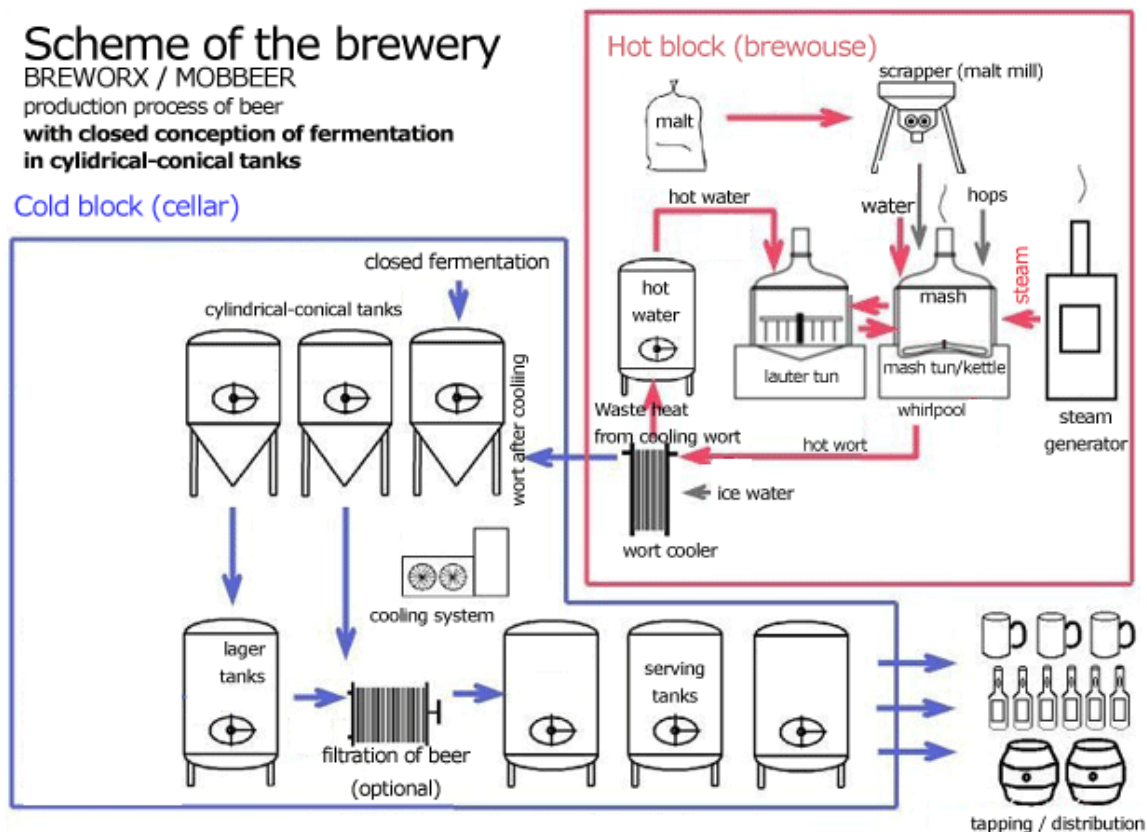 Scheme of the brewery
BREWORX / MOBBEER
production process of beer
with closed conception of fermentation
in cylidrical-conical tanks
Hot block (brewouse)
scrapper (malt mill)
malt
hot water
water
hops
steam
hot
water
mash
lauter tun
mash tun/kettle
whirlpool
steam
generator
Waste heat
from cooling wort
hot wort
ice water
wort cooler
Cold block (cellar)
closed fermentation
cylindrical-conical tanks
wort after cooliing
cooling system
lager
tanks
filtration of beer
(optional)
serving
tanks
tapping / distribution